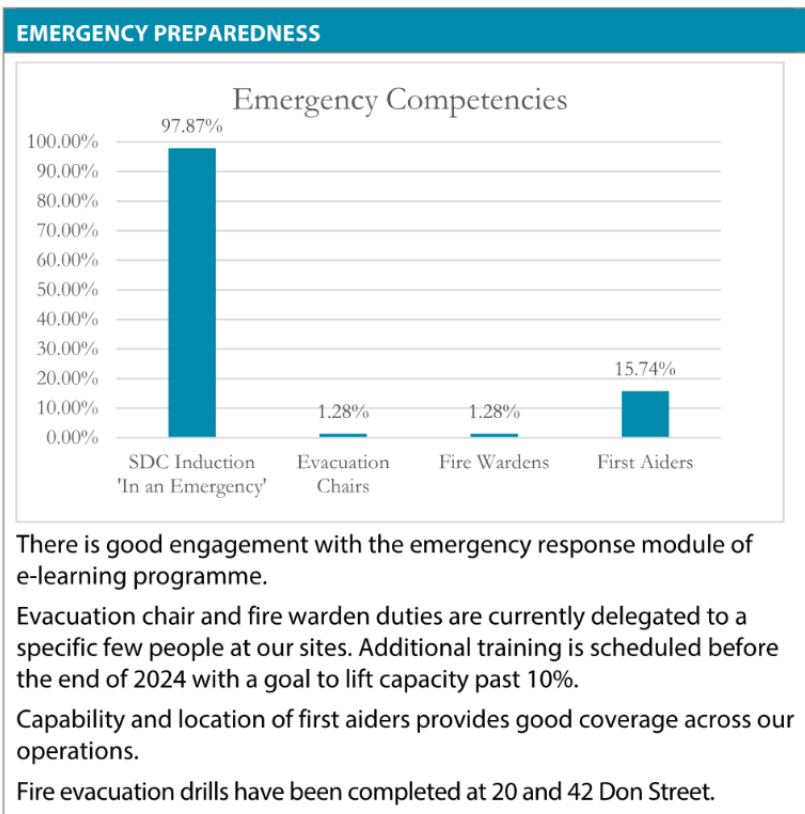 EMERGENCY PREPAREDNESS
Emergency Competencies
97.87%
100.00%
90.00%
80.00%
70.00%
60.00%
50.00%
40.00%
30.00%
20.00%
10.00%
0.00%
15.74%
1.28%
1.28%
SDC Induction
'In an Emergency'
Evacuation
Chairs
Fire Wardens
First Aiders
There is good engagement with the emergency response module of
e-learning programme.
Evacuation chair and fire warden duties are currently delegated to a
specific few people at our sites. Additional training is scheduled before
the end of 2024 with a goal to lift capacity past 10%.
Capability and location of first aiders provides good coverage across our
operations.
Fire evacuation drills have been completed at 20 and 42 Don Street.